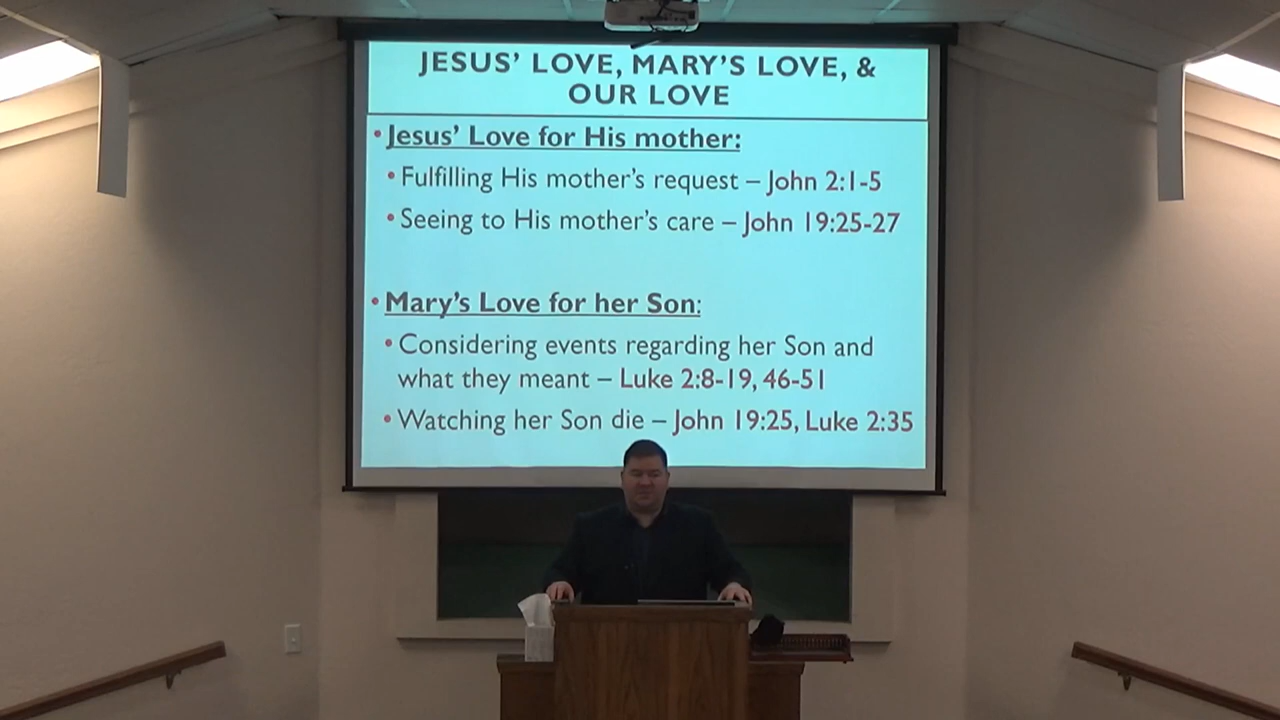 JESUS' LOVE, MARY'S LOVE, &
OUR LOVE
• Jesus' Love for His mother:
• Fulfilling His mother's request – John 2:1-5
• Seeing to His mother's care – John 19:25-27
• Mary's Love for her Son:
• Considering events regarding her Son and
what they meant – Luke 2:8-19, 46-51
• Watching her Son die – John 19:25, Luke 2:35